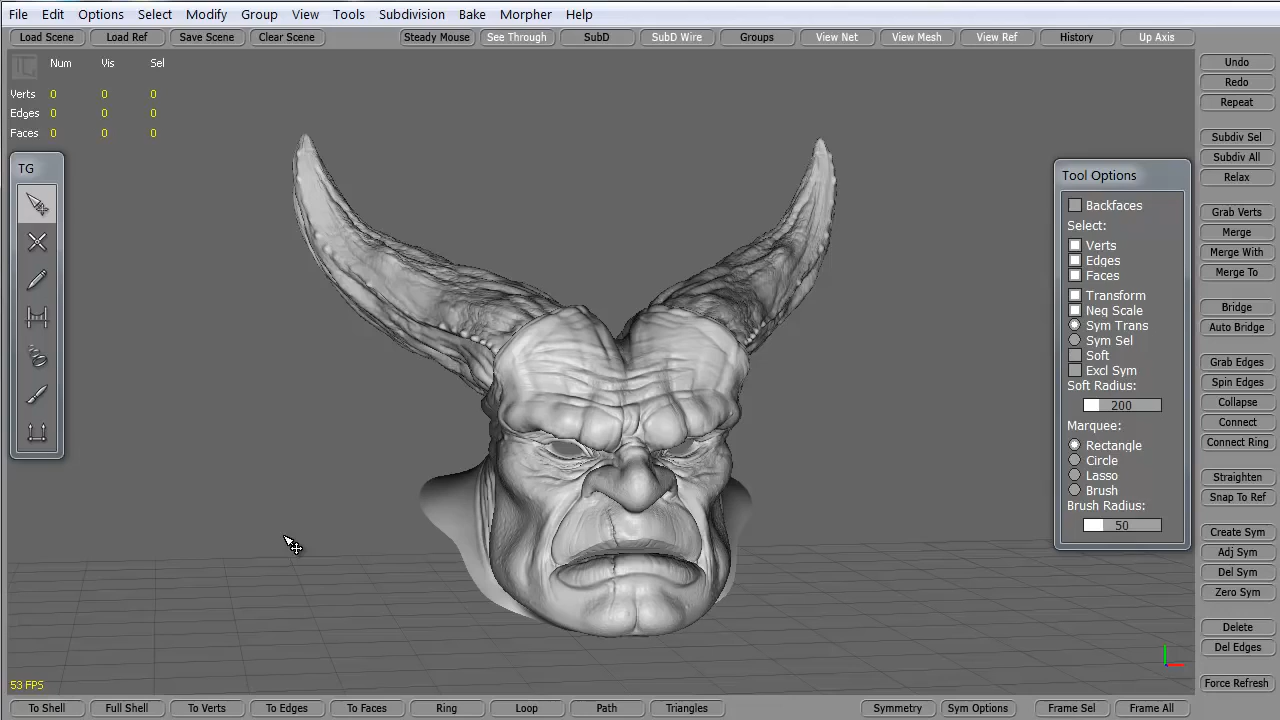 File Edit Options Select Modify Group View Tools Subdivision Bake Morpher Help
Load Scene Load Ref Save Scene Clear Scene Steady Mouse See Through SubD SubD Wire Groups View Net View Mesh View Ref History Up Axis
Num Vis Sel
Verts 0 0 0
Edges 0 0 0
Faces 0 0 0
TG
Tool Options
Backfaces
Select:
Verts
Edges
Faces
Transform
Neg Scale
Sym Trans
Sym Sel
Soft
Excl Sym
Soft Radius:
200
Marquee:
Rectangle
Circle
Lasso
Brush
Brush Radius:
50
Undo
Redo
Repeat
Subdiv Sel
Subdiv All
Relax
Grab Verts
Merge
Merge With
Merge To
Bridge
Auto Bridge
Grab Edges
Spin Edges
Collapse
Connect
Connect Ring
Straighten
Snap To Ref
Create Sym
Adj Sym
Del Sym
Zero Sym
Delete
Del Edges
Force Refresh
53 FPS
To Shell Full Shell To Verts To Edges To Faces Ring Loop Path Triangles Symmetry Sym Options Frame Sel Frame All